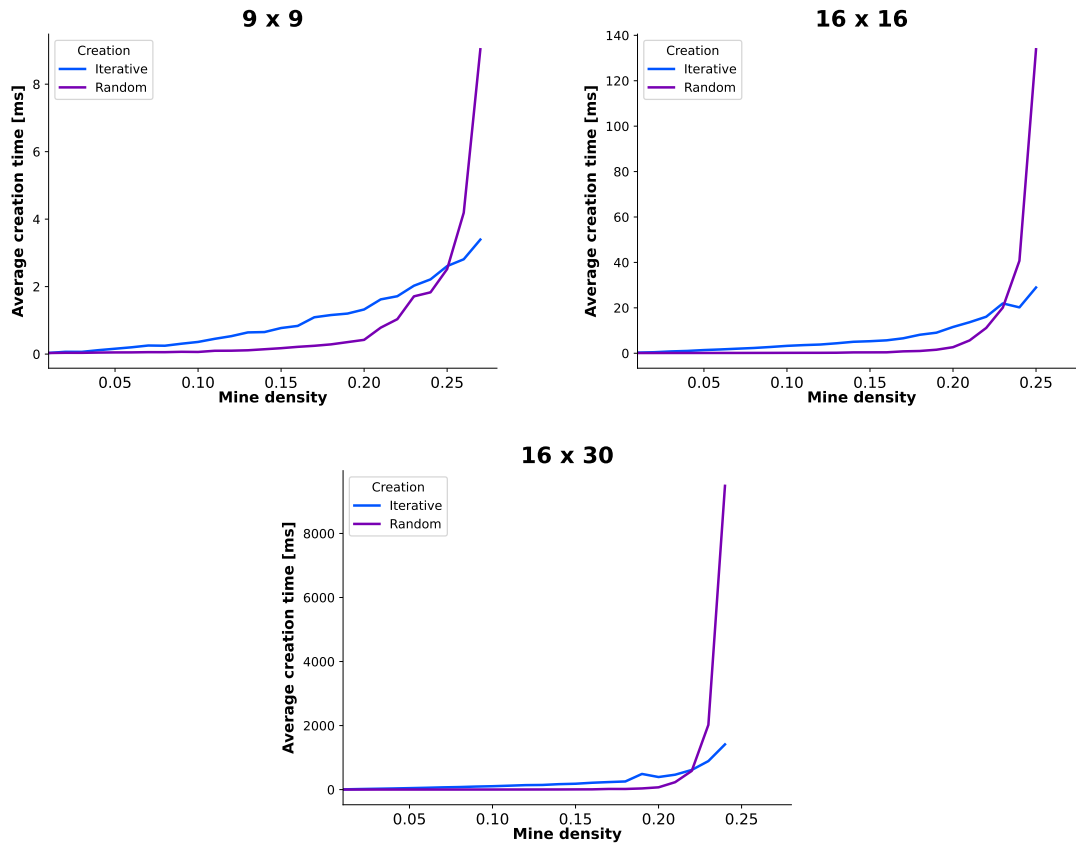 9 x 9
Creation
Iterative
Random
Average creation time [ms]
8
6
4
2
0
0.05 0.10 0.15 0.20 0.25
Mine density
16 x 16
Creation
Iterative
Random
Average creation time [ms]
140
120
100
80
60
40
20
0
0.05 0.10 0.15 0.20 0.25
Mine density
16 x 30
Creation
Iterative
Random
Average creation time [ms]
8000
6000
4000
2000
0
0.05 0.10 0.15 0.20 0.25
Mine density